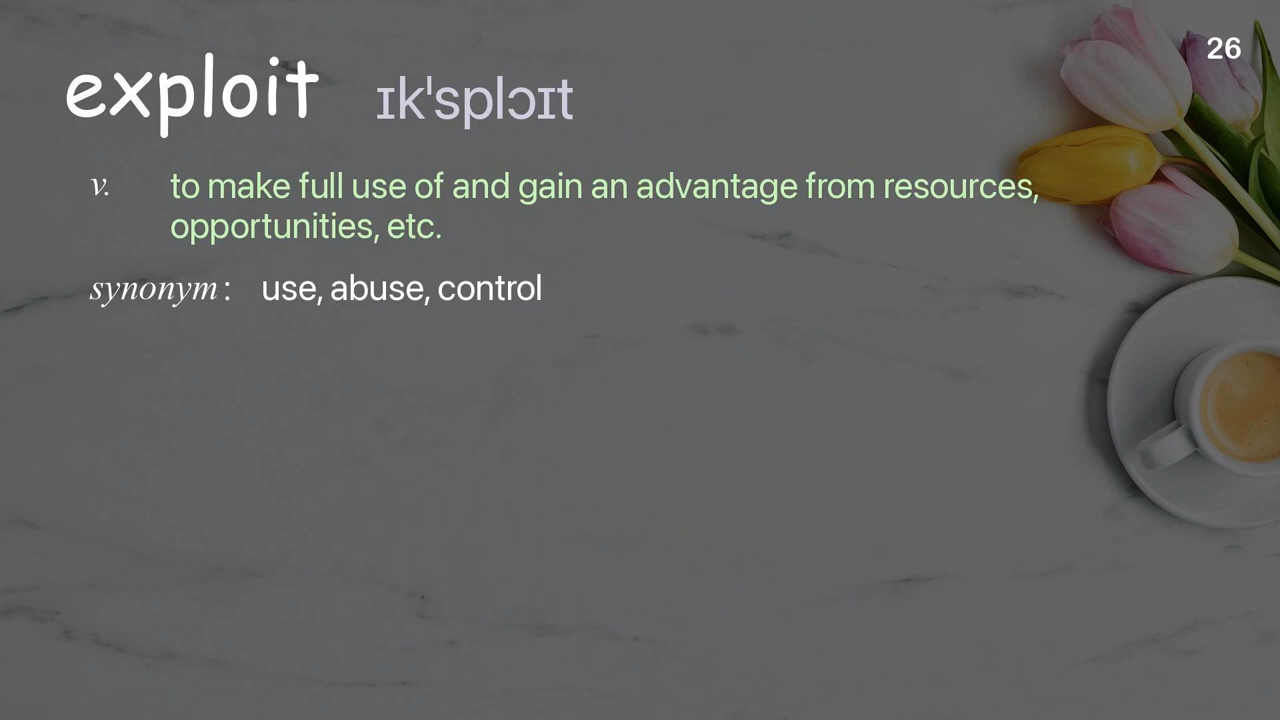 26
exploit ɪk'splɔɪt
v. to make full use of and gain an advantage from resources,
opportunities, etc.
synonym: use, abuse, control